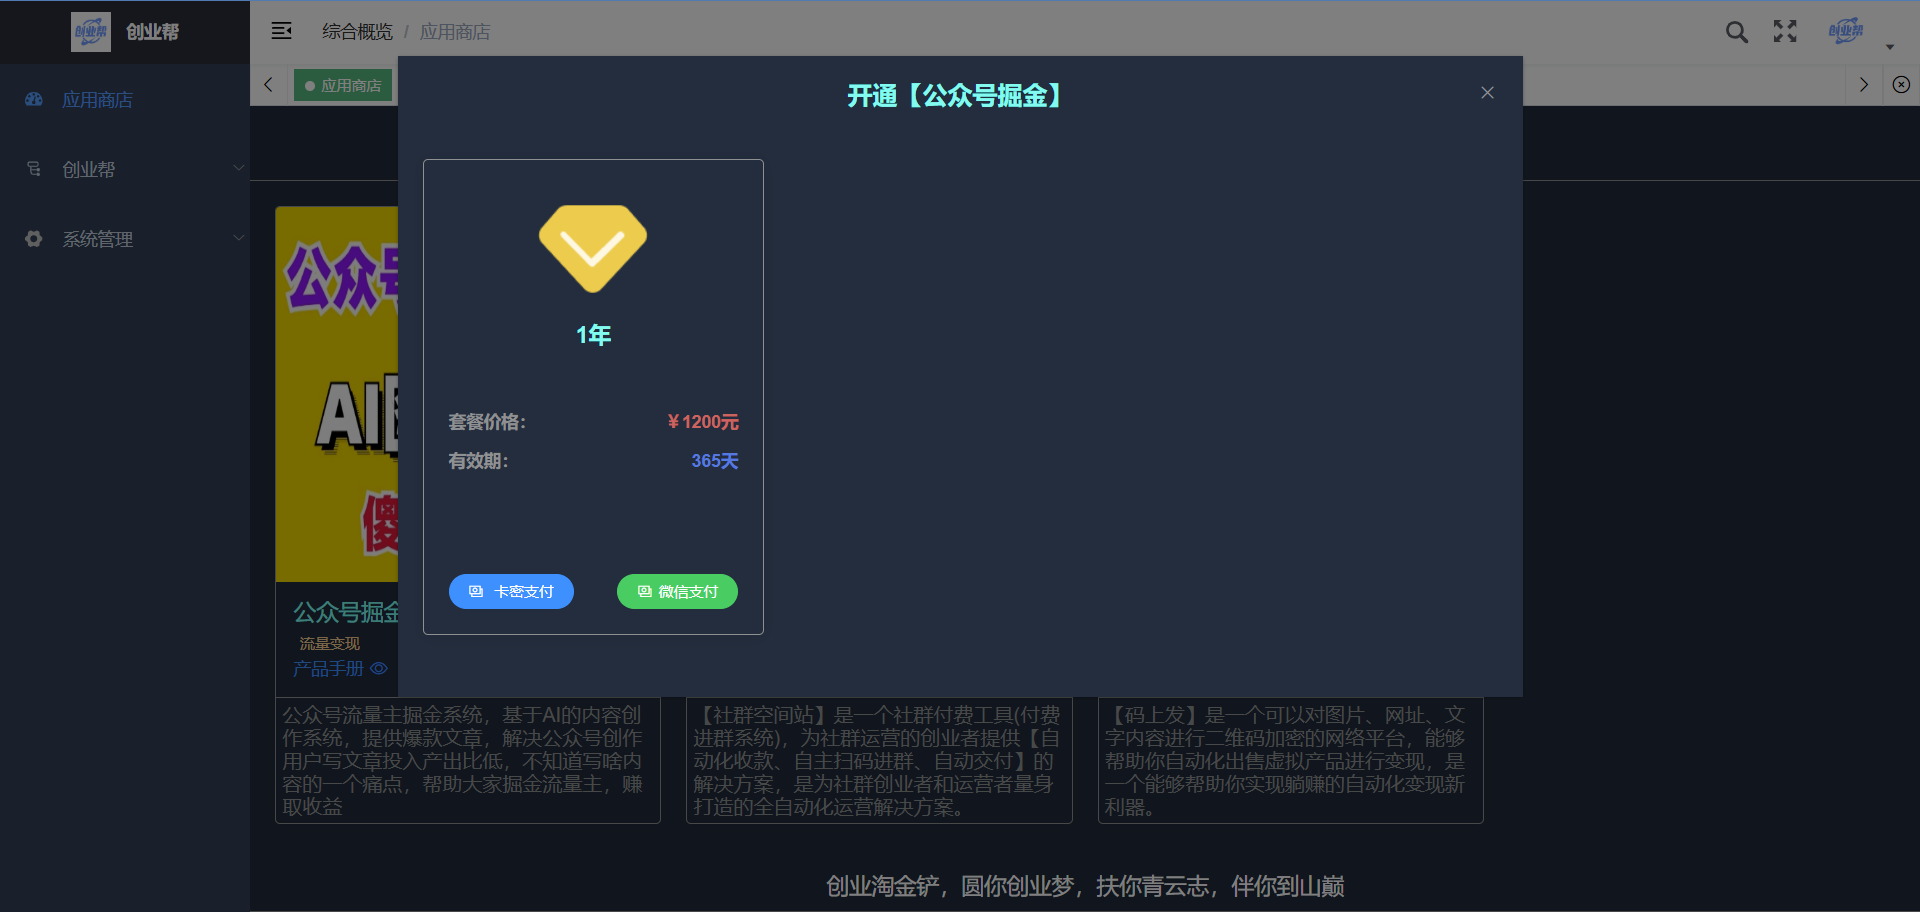 创业帮
创业帮
综合概览 / 应用商店
创业帮
应用商店
应用商店
创业帮
系统管理
开通【公众号掘金】
1年
套餐价格：
¥1200元
有效期：
365天
卡密支付
微信支付
公众号
AI
傻
公众号掘金
流量变现
产品手册
公众号流量主掘金系统，基于AI的内容创
作系统，提供爆款文章，解决公众号创作
用户写文章投入产出比低，不知道写啥内
容的一个痛点，帮助大家掘金流量主，赚
取收益
【社群空间站】是一个社群付费工具(付费
进群系统)，为社群运营的创业者提供【自
动化收款、自主扫码进群、自动交付】的
解决方案，是为社群创业者和运营者量身
打造的全自动化运营解决方案。
【码上发】是一个可以对图片、网址、文
字内容进行二维码加密的网络平台，能够
帮助你自动化出售虚拟产品进行变现，是
一个能够帮助你实现躺赚的自动化变现新
利器。
创业淘金铲，圆你创业梦，扶你青云志，伴你到山巅